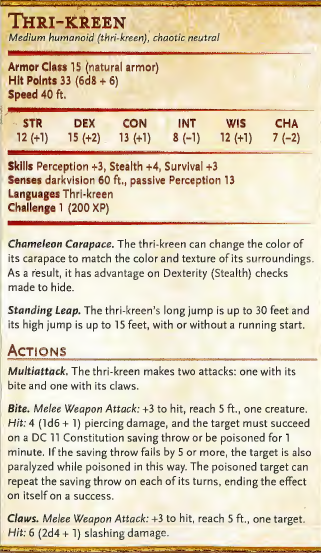 THRI-KREEN
Medium humanoid (thri-kreen), chaotic neutral
Armor Class 15 (natural armor)
Hit Points 33 (6d8 + 6)
Speed 40 ft.
STR DEX CON INT WIS CHA
12 (+1) 15 (+2) 13 (+1) 8 (−1) 12 (+1) 7 (−2)
Skills Perception +3, Stealth +4, Survival +3
Senses darkvision 60 ft., passive Perception 13
Languages Thri-kreen
Challenge 1 (200 XP)
Chameleon Carapace. The thri-kreen can change the color of
its carapace to match the color and texture of its surroundings.
As a result, it has advantage on Dexterity (Stealth) checks
made to hide.
Standing Leap. The thri-kreen's long jump is up to 30 feet and
its high jump is up to 15 feet, with or without a running start.
ACTIONS
Multiattack. The thri-kreen makes two attacks: one with its
bite and one with its claws.
Bite. Melee Weapon Attack: +3 to hit, reach 5 ft., one creature.
Hit: 4 (1d6 + 1) piercing damage, and the target must succeed
on a DC 11 Constitution saving throw or be poisoned for 1
minute. If the saving throw fails by 5 or more, the target is also
paralyzed while poisoned in this way. The poisoned target can
repeat the saving throw on each of its turns, ending the effect
on itself on a success.
Claws. Melee Weapon Attack: +3 to hit, reach 5 ft., one target.
Hit: 6 (2d4 + 1) slashing damage.